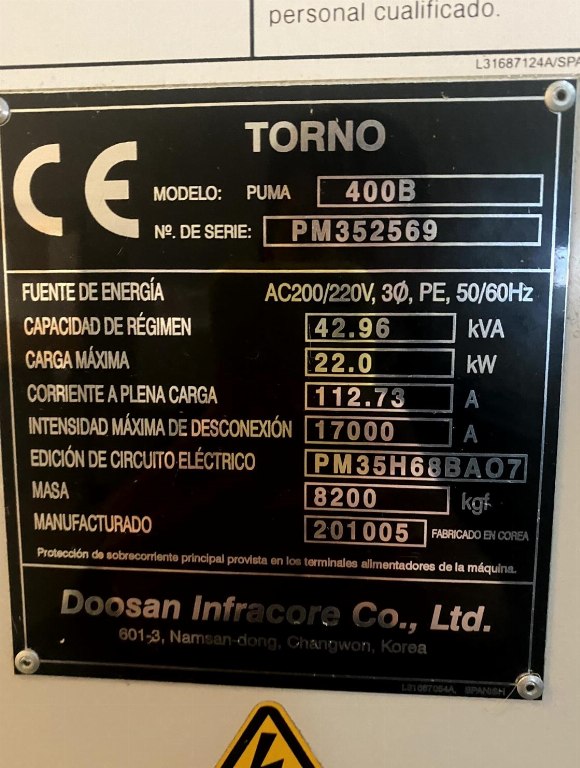 personal cualificado.
L31687124A/SPA
CE
TORNO
MODELO: PUMA 400B
Nº. DE SERIE: PM352569
FUENTE DE ENERGÍA AC200/220V, 3Ø, PE, 50/60Hz
CAPACIDAD DE RÉGIMEN 42.96 kVA
CARGA MÁXIMA 22.0 kW
CORRIENTE A PLENA CARGA 112.73 A
INTENSIDAD MÁXIMA DE DESCONEXIÓN 17000 A
EDICIÓN DE CIRCUITO ELÉCTRICO PM35H68BA07
MASA 8200 kgf
MANUFACTURADO 201005 FABRICADO EN COREA
Protección de sobrecorriente principal provista en los terminales alimentadores de la máquina.
Doosan Infracore Co., Ltd.
601-3, Namsan-dong, Changwon, Korea
L31687084A, SPANISH